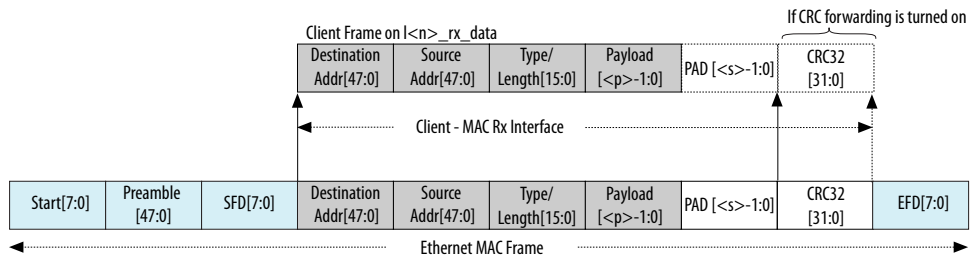 If CRC forwarding is turned on
Client Frame on l<n>_rx_data
Destination Addr[47:0]
Source Addr[47:0]
Type/ Length[15:0]
Payload [<p>-1:0]
PAD [<s>-1:0]
CRC32 [31:0]
Client - MAC Rx Interface
Start[7:0]
Preamble [47:0]
SFD[7:0]
Destination Addr[47:0]
Source Addr[47:0]
Type/ Length[15:0]
Payload [<p>-1:0]
PAD [<s>-1:0]
CRC32 [31:0]
EFD[7:0]
Ethernet MAC Frame